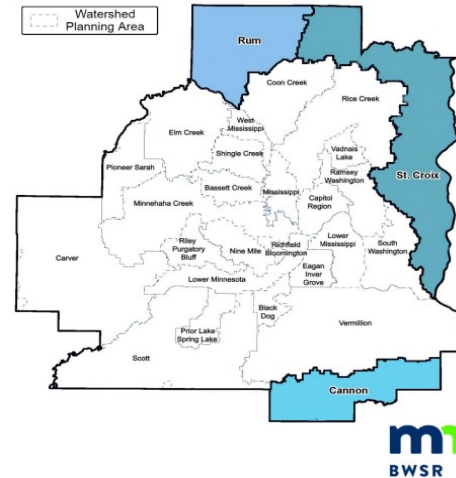 Watershed
Planning Area
Rum
Coon Creek
Rice Creek
West
Mississippi
Elm Creek
Shingle Creek
Vadnais
Lake
Pioneer Sarah
Ramsey
Washington
St. Croix
Bassett Creek
Mississippi
Capitol
Region
Minnehaha Creek
Carver
Riley
Purgatory
Bluff
Nine Mile
Richfield
Bloomington
Lower
Mississippi
South
Washington
Eagan
Inver
Grove
Lower Minnesota
Black
Dog
Vermillion
Prior Lake
Spring Lake
Scott
Cannon
BWSR